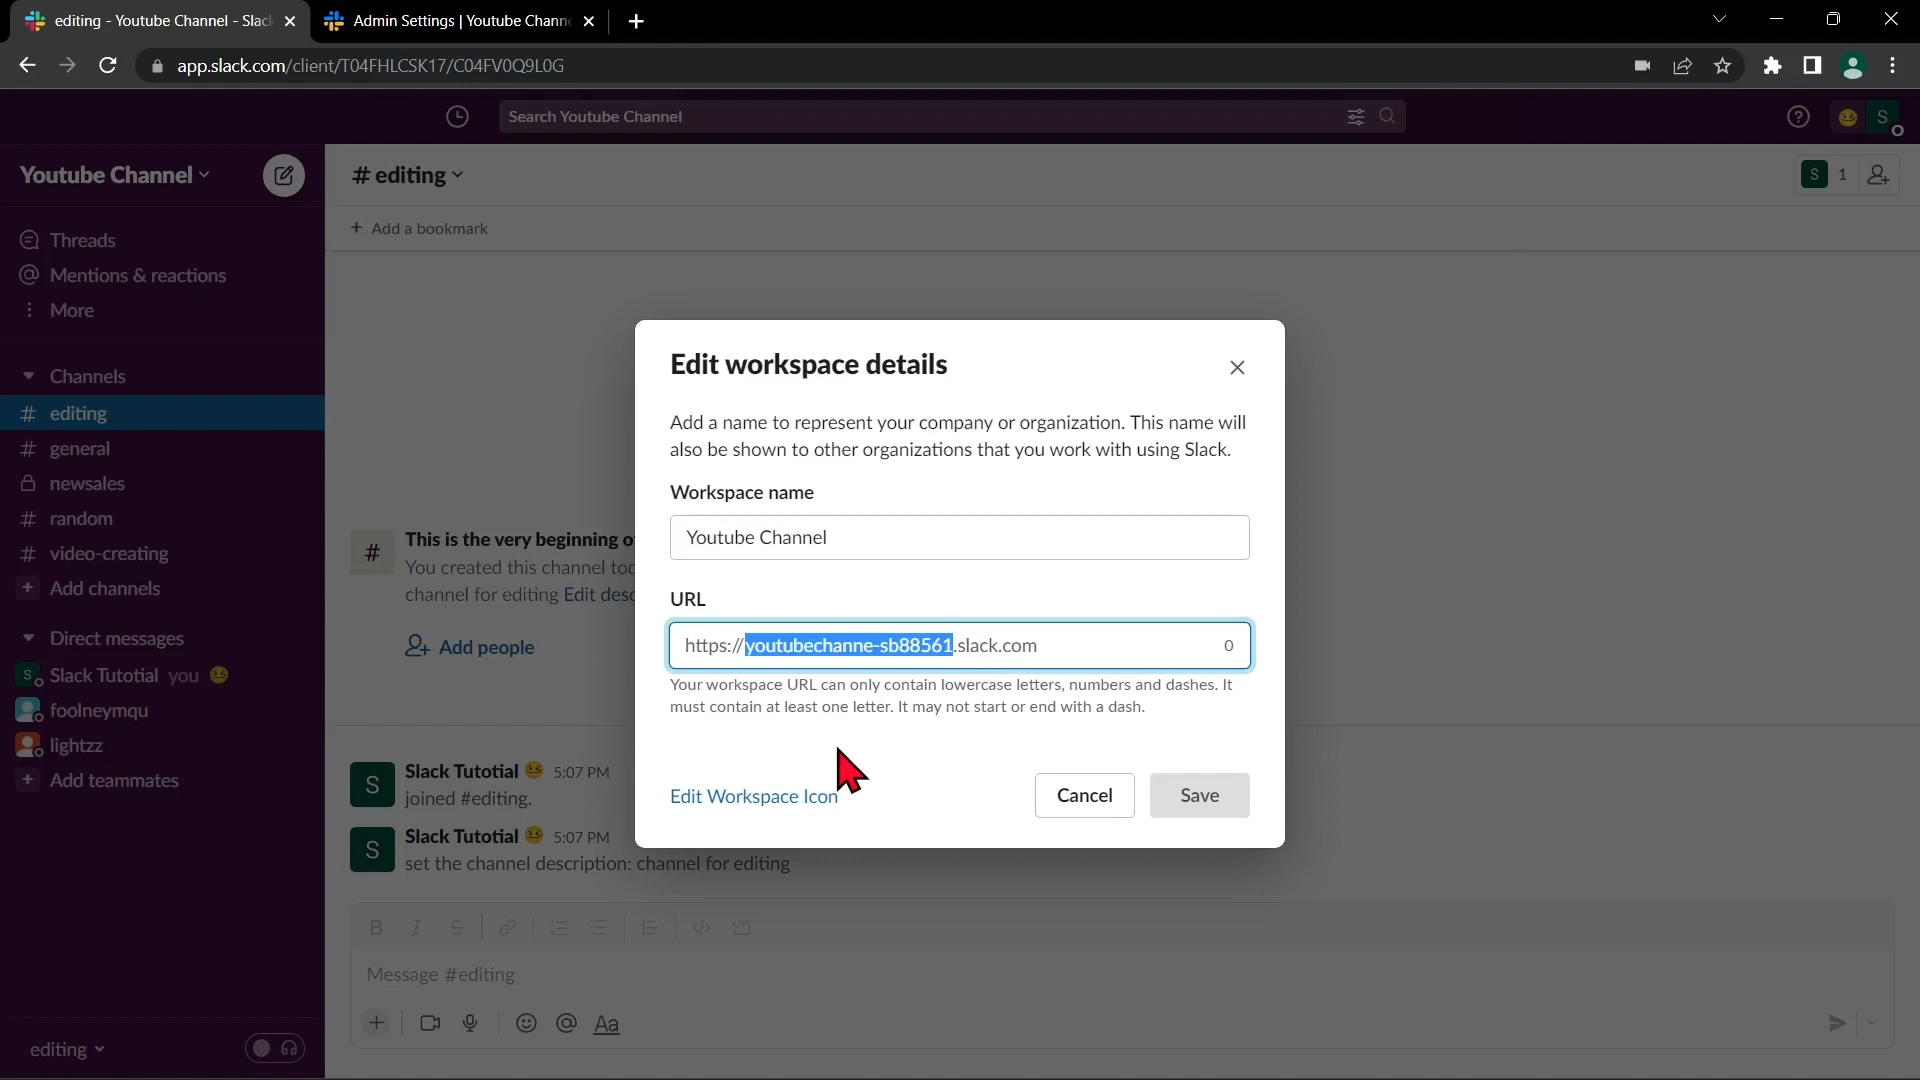 editing - Youtube Channel - Slac
Admin Settings | Youtube Channe
app.slack.com/client/T04FHLCSK17/C04FV0Q9L0G
Search Youtube Channel
S
Youtube Channel
# editing
S 1
Threads
+ Add a bookmark
@ Mentions & reactions
More
Channels
# editing
# general
newsales
# random
# video-creating
+ Add channels
Direct messages
S Slack Tutotial you
foolneymqu
lightzz
+ Add teammates
editing
# This is the very beginning o
You created this channel tod
channel for editing Edit desc
Add people
S Slack Tutotial 5:07 PM
joined #editing.
S Slack Tutotial 5:07 PM
set the channel description: channel for editing
B I S
Message #editing
+ @ Aa
Edit workspace details
Add a name to represent your company or organization. This name will
also be shown to other organizations that you work with using Slack.
Workspace name
Youtube Channel
URL
https://youtubechanne-sb88561.slack.com 0
Your workspace URL can only contain lowercase letters, numbers and dashes. It
must contain at least one letter. It may not start or end with a dash.
Edit Workspace Icon
Cancel
Save